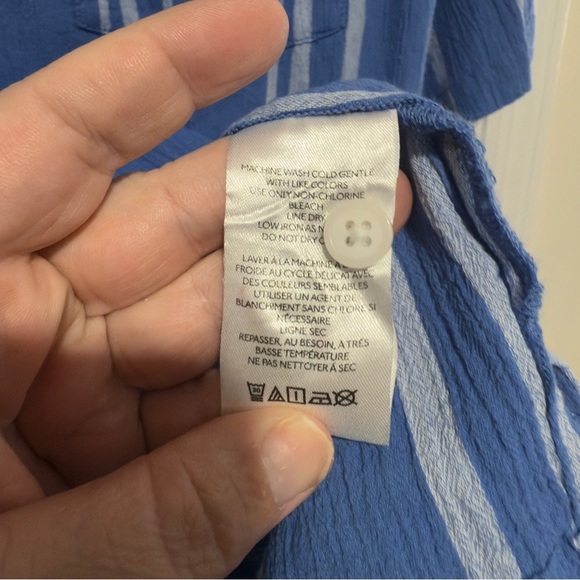 MACHINE WASH COLD GENTLE
WITH LIKE COLORS
USE ONLY NON-CHLORINE
BLEACH
LINE DRY
LOW IRON AS
DO NOT DRY
LAVER À LA MACHINE À
FROIDE AU CYCLE DÉLICAT AVEC
DES COULEURS SEMBLABLES
UTILISER UN AGENT DE
BLANCHIMENT SANS CHLORE, SI
NÉCESSAIRE
LIGNE SEC
REPASSER, AU BESOIN, À TRÈS
BASSE TEMPÉRATURE
NE PAS NETTOYER À SEC
30